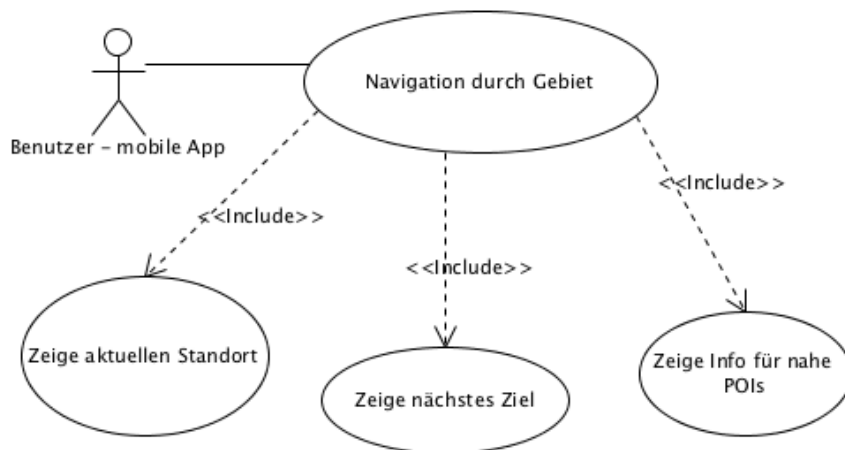 Navigation durch Gebiet
Benutzer – mobile App
<<Include>>
<<Include>>
<<Include>>
Zeige aktuellen Standort
Zeige nächstes Ziel
Zeige Info für nahe
POIs